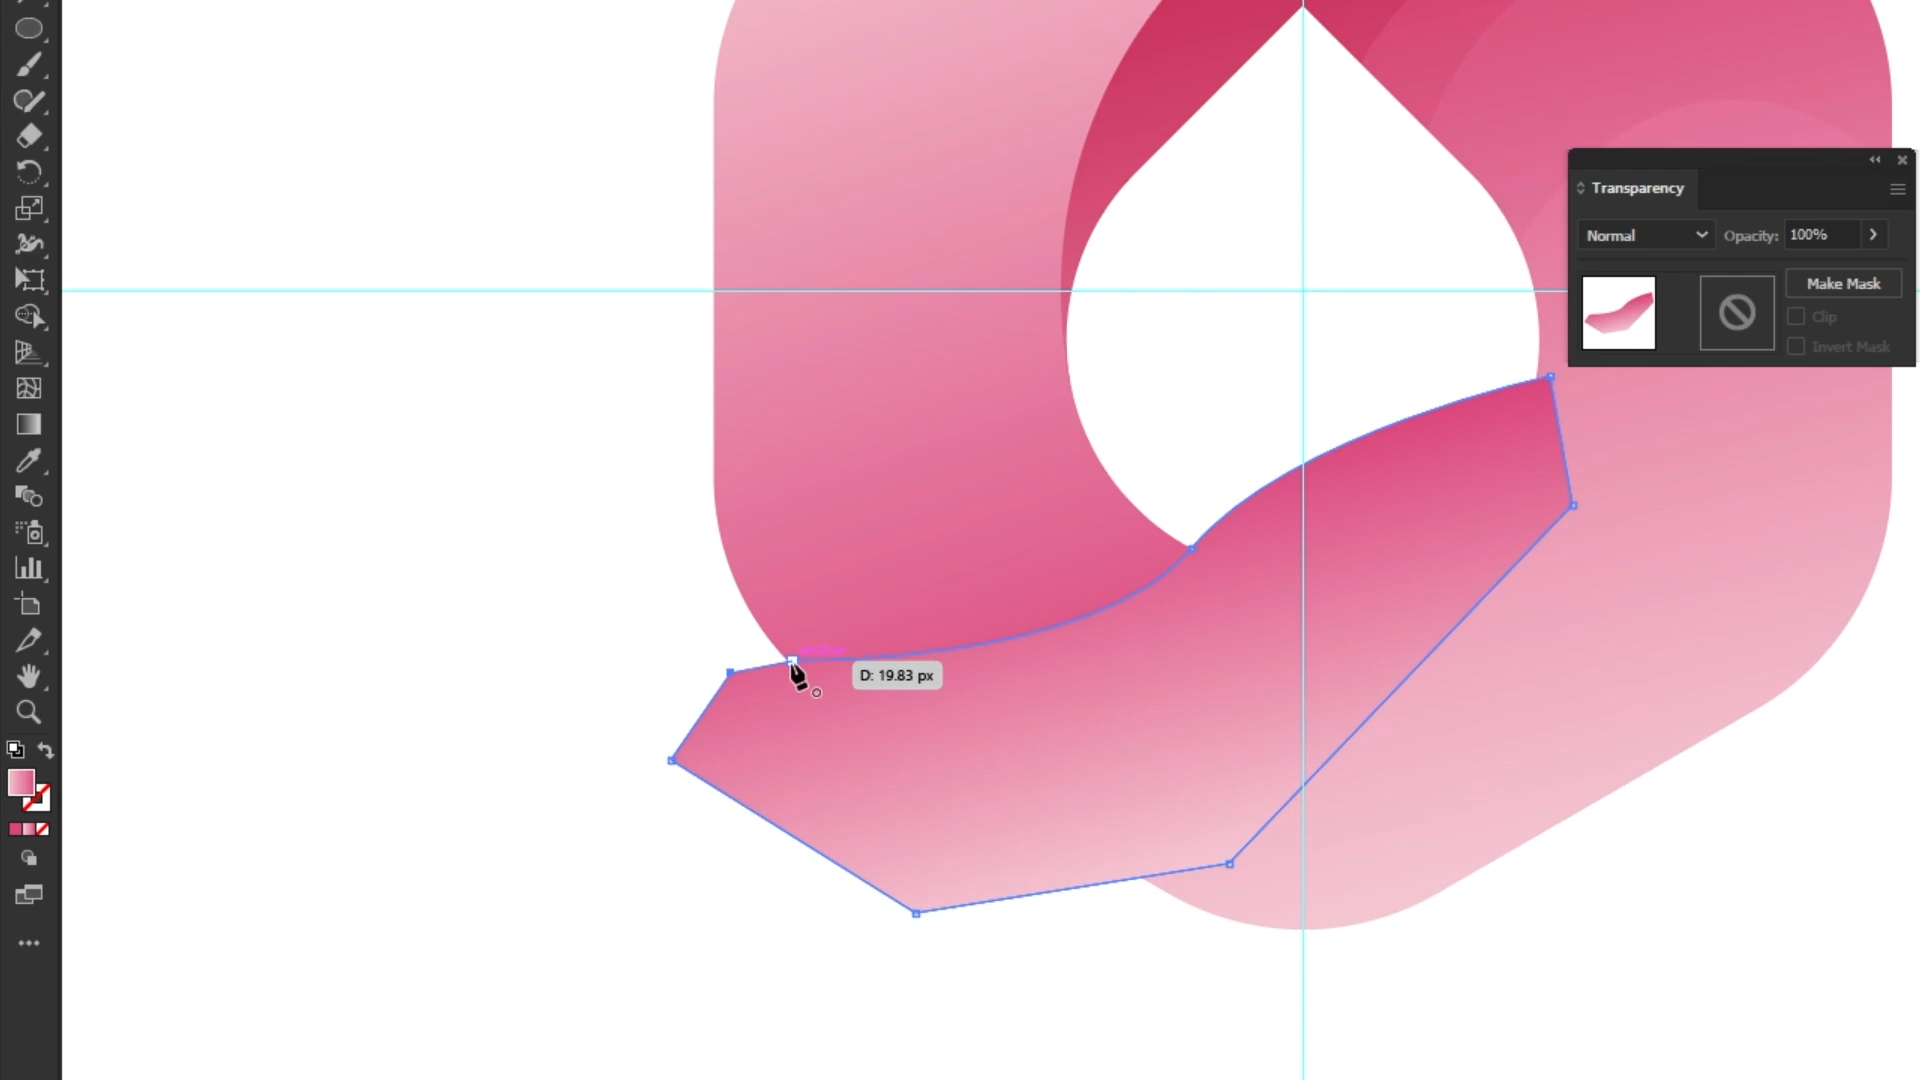 Transparency
Normal
Opacity: 100%
Make Mask
Clip
Invert Mask
D: 19.83 px